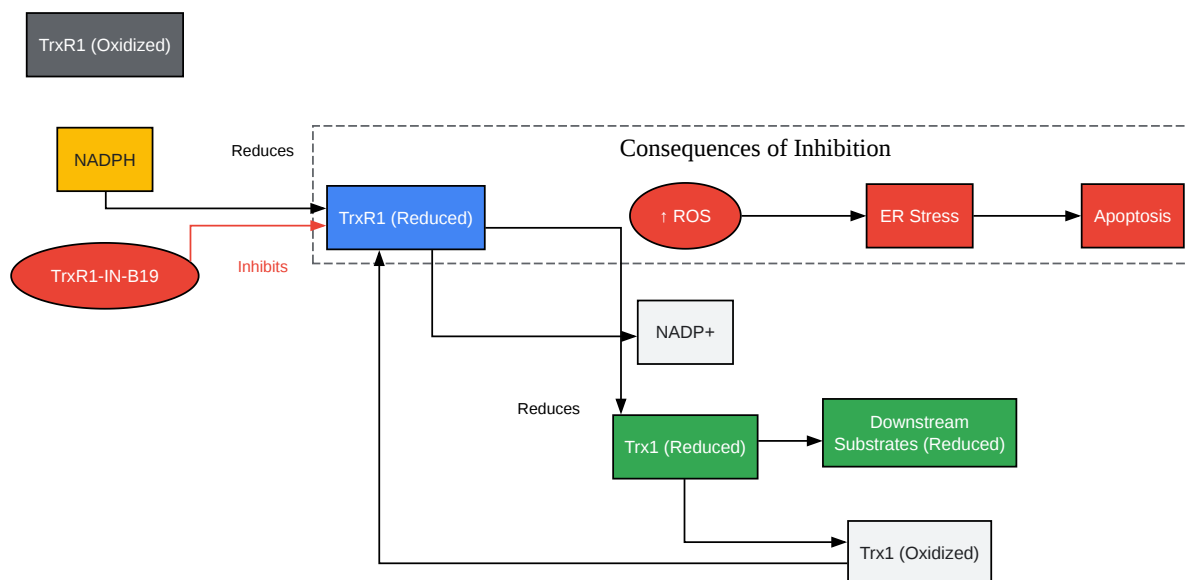 TrxR1 (Oxidized)
NADPH
Reduces
Consequences of Inhibition
TrxR1 (Reduced)
↑ ROS
ER Stress
Apoptosis
TrxR1-IN-B19
Inhibits
NADP+
Reduces
Trx1 (Reduced)
Downstream
Substrates (Reduced)
Trx1 (Oxidized)